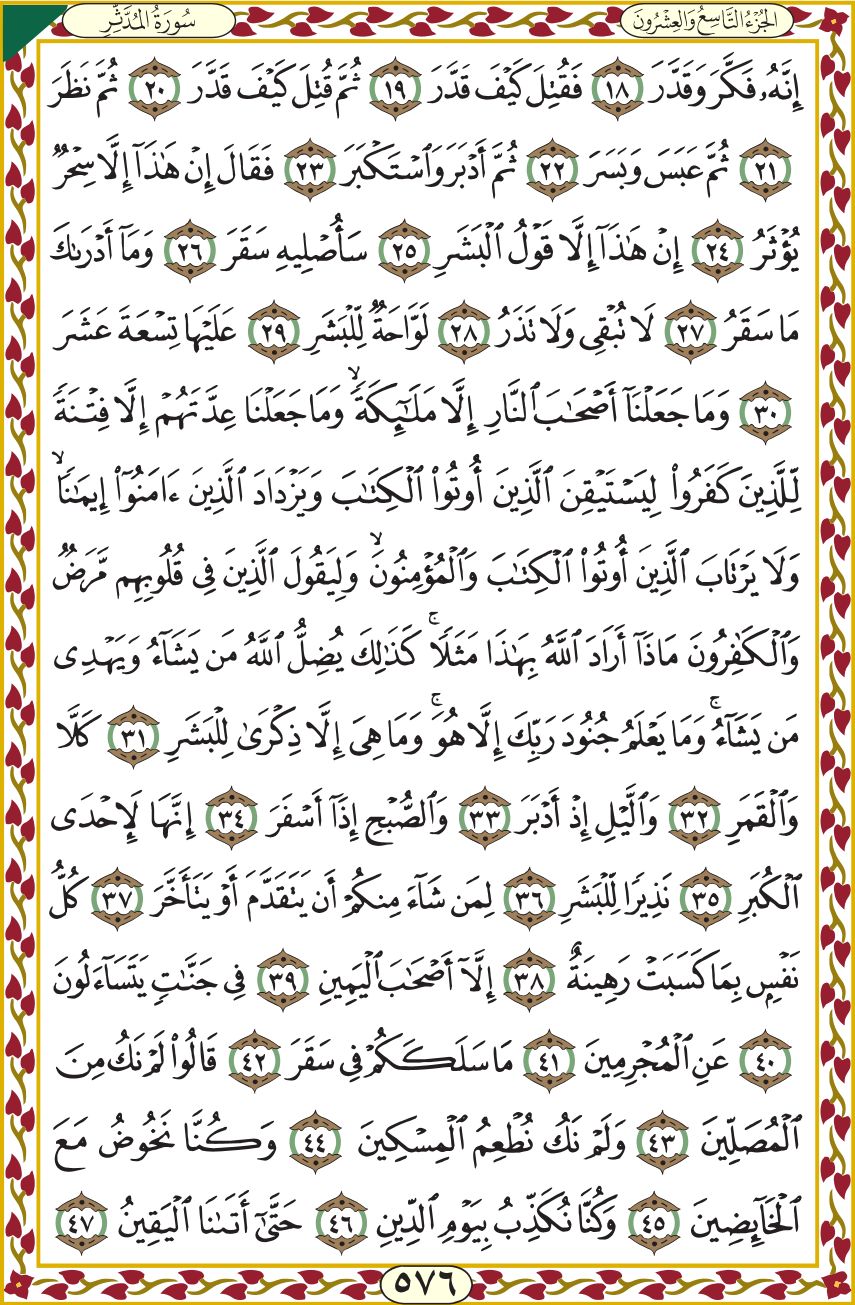 الجُزْءُ التَّاسِعُ وَالعِشْرُونَ
سُورَةُ المُدَّثِّرِ
إِنَّهُۥ فَكَّرَ وَقَدَّرَ ١٨ فَقُتِلَ كَيْفَ قَدَّرَ ١٩ ثُمَّ قُتِلَ كَيْفَ قَدَّرَ ٢٠ ثُمَّ نَظَرَ
٢١ ثُمَّ عَبَسَ وَبَسَرَ ٢٢ ثُمَّ أَدْبَرَ وَٱسْتَكْبَرَ ٢٣ فَقَالَ إِنْ هَٰذَآ إِلَّا سِحْرٌ
يُؤْثَرُ ٢٤ إِنْ هَٰذَآ إِلَّا قَوْلُ ٱلْبَشَرِ ٢٥ سَأُصْلِيهِ سَقَرَ ٢٦ وَمَآ أَدْرَىٰكَ
مَا سَقَرُ ٢٧ لَا تُبْقِى وَلَا تَذَرُ ٢٨ لَوَّاحَةٌ لِّلْبَشَرِ ٢٩ عَلَيْهَا تِسْعَةَ عَشَرَ
٣٠ وَمَا جَعَلْنَآ أَصْحَٰبَ ٱلنَّارِ إِلَّا مَلَٰٓئِكَةً ۙ وَمَا جَعَلْنَا عِدَّتَهُمْ إِلَّا فِتْنَةً
لِّلَّذِينَ كَفَرُوا۟ لِيَسْتَيْقِنَ ٱلَّذِينَ أُوتُوا۟ ٱلْكِتَٰبَ وَيَزْدَادَ ٱلَّذِينَ ءَامَنُوٓا۟ إِيمَٰنًا ۙ
وَلَا يَرْتَابَ ٱلَّذِينَ أُوتُوا۟ ٱلْكِتَٰبَ وَٱلْمُؤْمِنُونَ ۙ وَلِيَقُولَ ٱلَّذِينَ فِى قُلُوبِهِم مَّرَضٌ
وَٱلْكَٰفِرُونَ مَاذَآ أَرَادَ ٱللَّهُ بِهَٰذَا مَثَلًا ۚ كَذَٰلِكَ يُضِلُّ ٱللَّهُ مَن يَشَآءُ وَيَهْدِى
مَن يَشَآءُ ۚ وَمَا يَعْلَمُ جُنُودَ رَبِّكَ إِلَّا هُوَ ۚ وَمَا هِىَ إِلَّا ذِكْرَىٰ لِلْبَشَرِ ٣١ كَلَّا
وَٱلْقَمَرِ ٣٢ وَٱلَّيْلِ إِذْ أَدْبَرَ ٣٣ وَٱلصُّبْحِ إِذَآ أَسْفَرَ ٣٤ إِنَّهَا لَإِحْدَى
ٱلْكُبَرِ ٣٥ نَذِيرًا لِّلْبَشَرِ ٣٦ لِمَن شَآءَ مِنكُمْ أَن يَتَقَدَّمَ أَوْ يَتَأَخَّرَ ٣٧ كُلُّ
نَفْسٍۭ بِمَا كَسَبَتْ رَهِينَةٌ ٣٨ إِلَّآ أَصْحَٰبَ ٱلْيَمِينِ ٣٩ فِى جَنَّٰتٍ يَتَسَآءَلُونَ
٤٠ عَنِ ٱلْمُجْرِمِينَ ٤١ مَا سَلَكَكُمْ فِى سَقَرَ ٤٢ قَالُوا۟ لَمْ نَكُ مِنَ
ٱلْمُصَلِّينَ ٤٣ وَلَمْ نَكُ نُطْعِمُ ٱلْمِسْكِينَ ٤٤ وَكُنَّا نَخُوضُ مَعَ
ٱلْخَآئِضِينَ ٤٥ وَكُنَّا نُكَذِّبُ بِيَوْمِ ٱلدِّينِ ٤٦ حَتَّىٰٓ أَتَىٰنَا ٱلْيَقِينُ ٤٧
٥٧٦